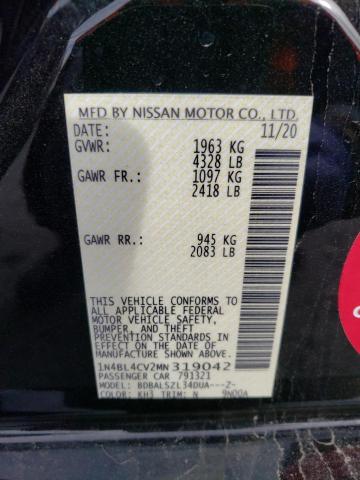 MFD BY NISSAN MOTOR CO., LTD.
DATE: 11/20
GVWR: 1963 KG
4328 LB
GAWR FR.: 1097 KG
2418 LB
GAWR RR.: 945 KG
2083 LB
THIS VEHICLE CONFORMS TO
ALL APPLICABLE FEDERAL
MOTOR VEHICLE SAFETY,
BUMPER, AND THEFT
PREVENTION STANDARDS IN
EFFECT ON THE DATE OF
MANUFACTURE SHOWN ABOVE.
1N4BL4CV2MN319042
PASSENGER CAR 791321
MODEL: BDBALSZL34DUA---Z-
COLOR: KH3 TRIM: N 9N00A